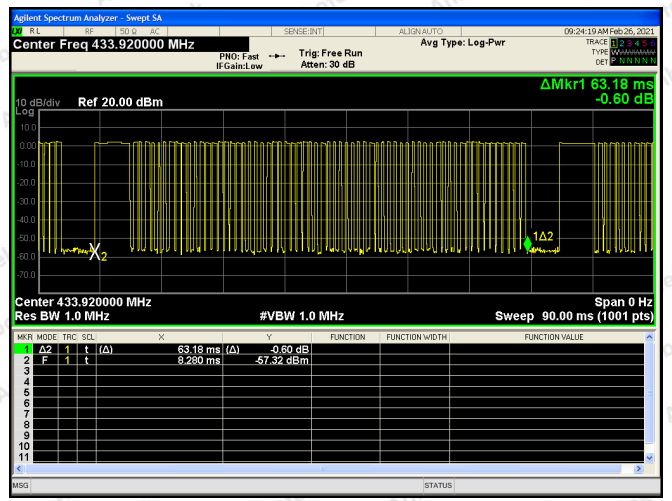 Agilent Spectrum Analyzer - Swept SA
RL RF 50 Ω AC SENSE:INT ALIGNAUTO 09:24:19 AM Feb 26, 2021
Center Freq 433.920000 MHz Avg Type: Log-Pwr TRACE 1 2 3 4 5 6
PNO: Fast Trig: Free Run TYPE
IFGain:Low Atten: 30 dB DET P N N N N N
ΔMkr1 63.18 ms
10 dB/div Ref 20.00 dBm -0.60 dB
Log
10.0
0.00
-10.0
-20.0
-30.0
-40.0
-50.0
-60.0
-70.0
1Δ2
X2
Center 433.920000 MHz Span 0 Hz
Res BW 1.0 MHz #VBW 1.0 MHz Sweep 90.00 ms (1001 pts)
MKR MODE TRC SCL X Y FUNCTION FUNCTION WIDTH FUNCTION VALUE
1 Δ2 1 t (Δ) 63.18 ms (Δ) -0.60 dB
2 F 1 t 8.280 ms -57.32 dBm
3
4
5
6
7
8
9
10
11
MSG STATUS